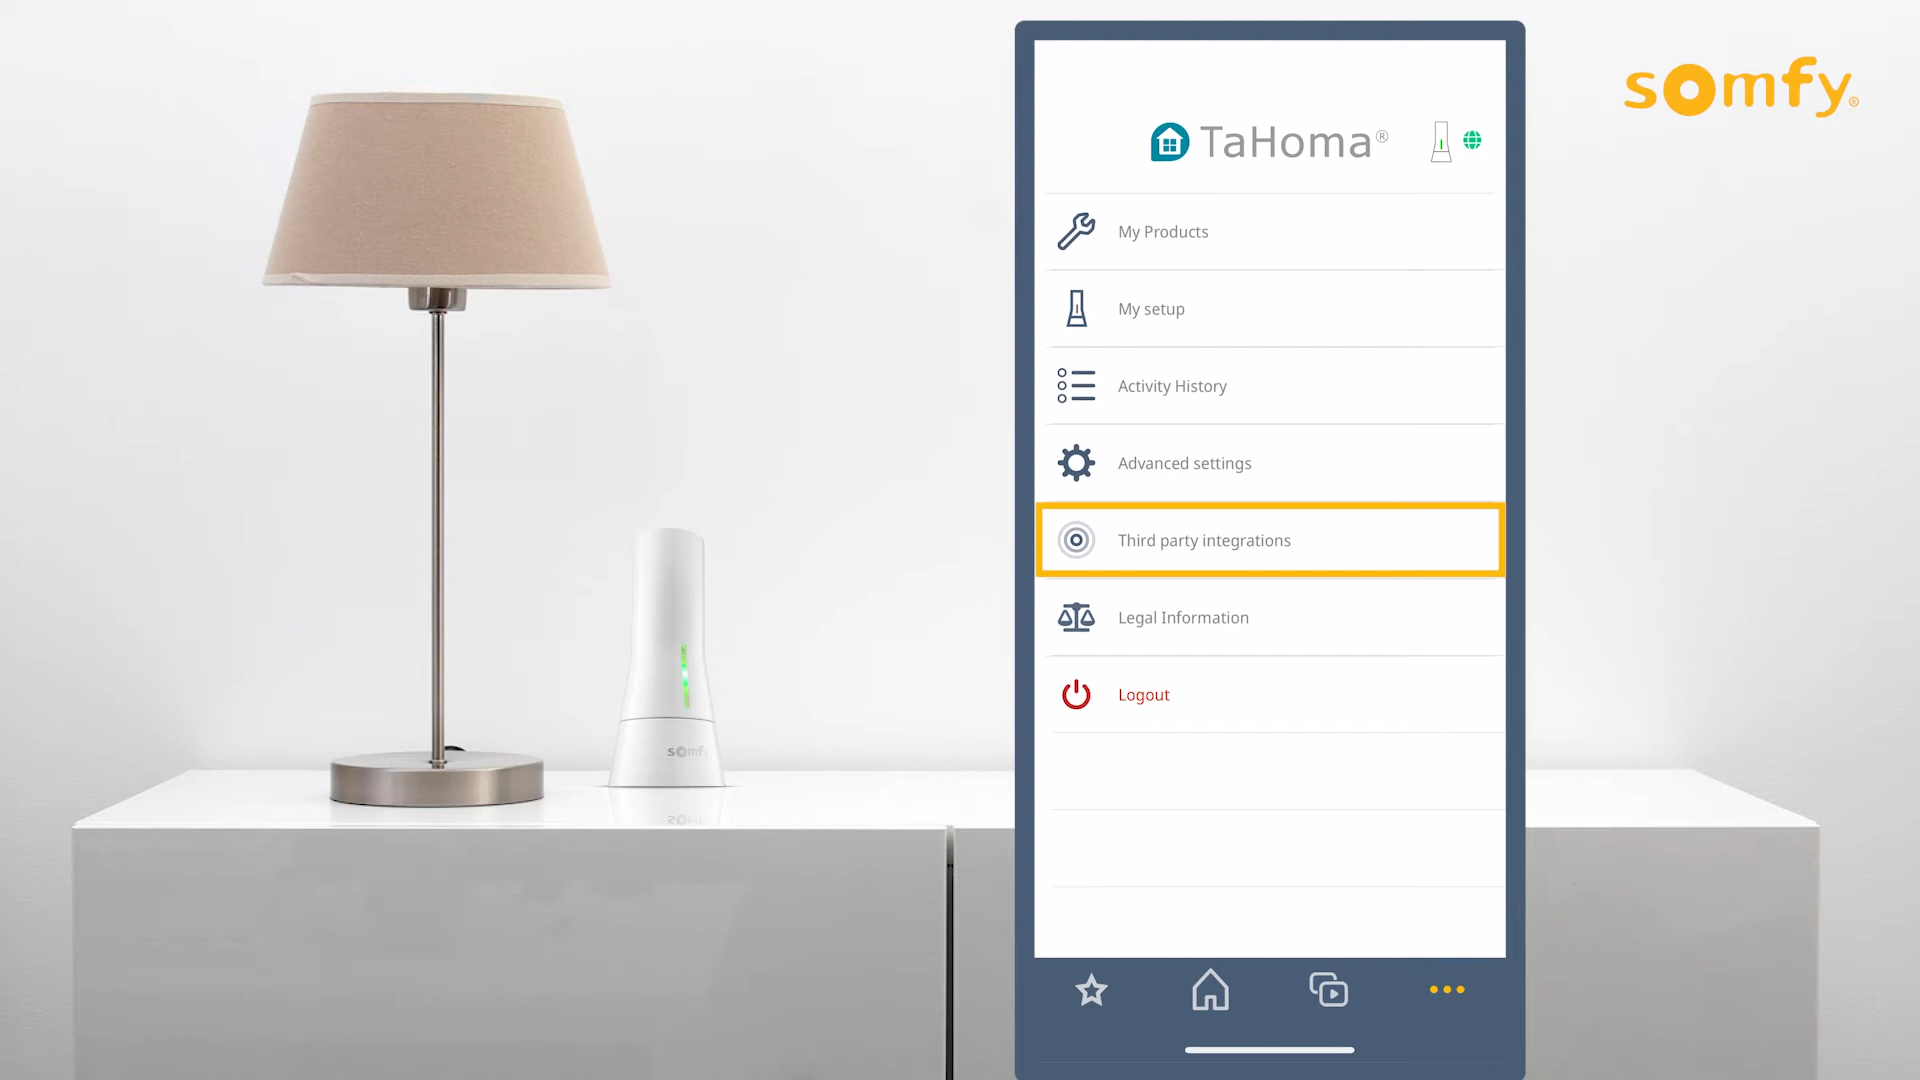 somfy®
TaHoma®
My Products
My setup
Activity History
Advanced settings
Third party integrations
Legal Information
Logout
somfy